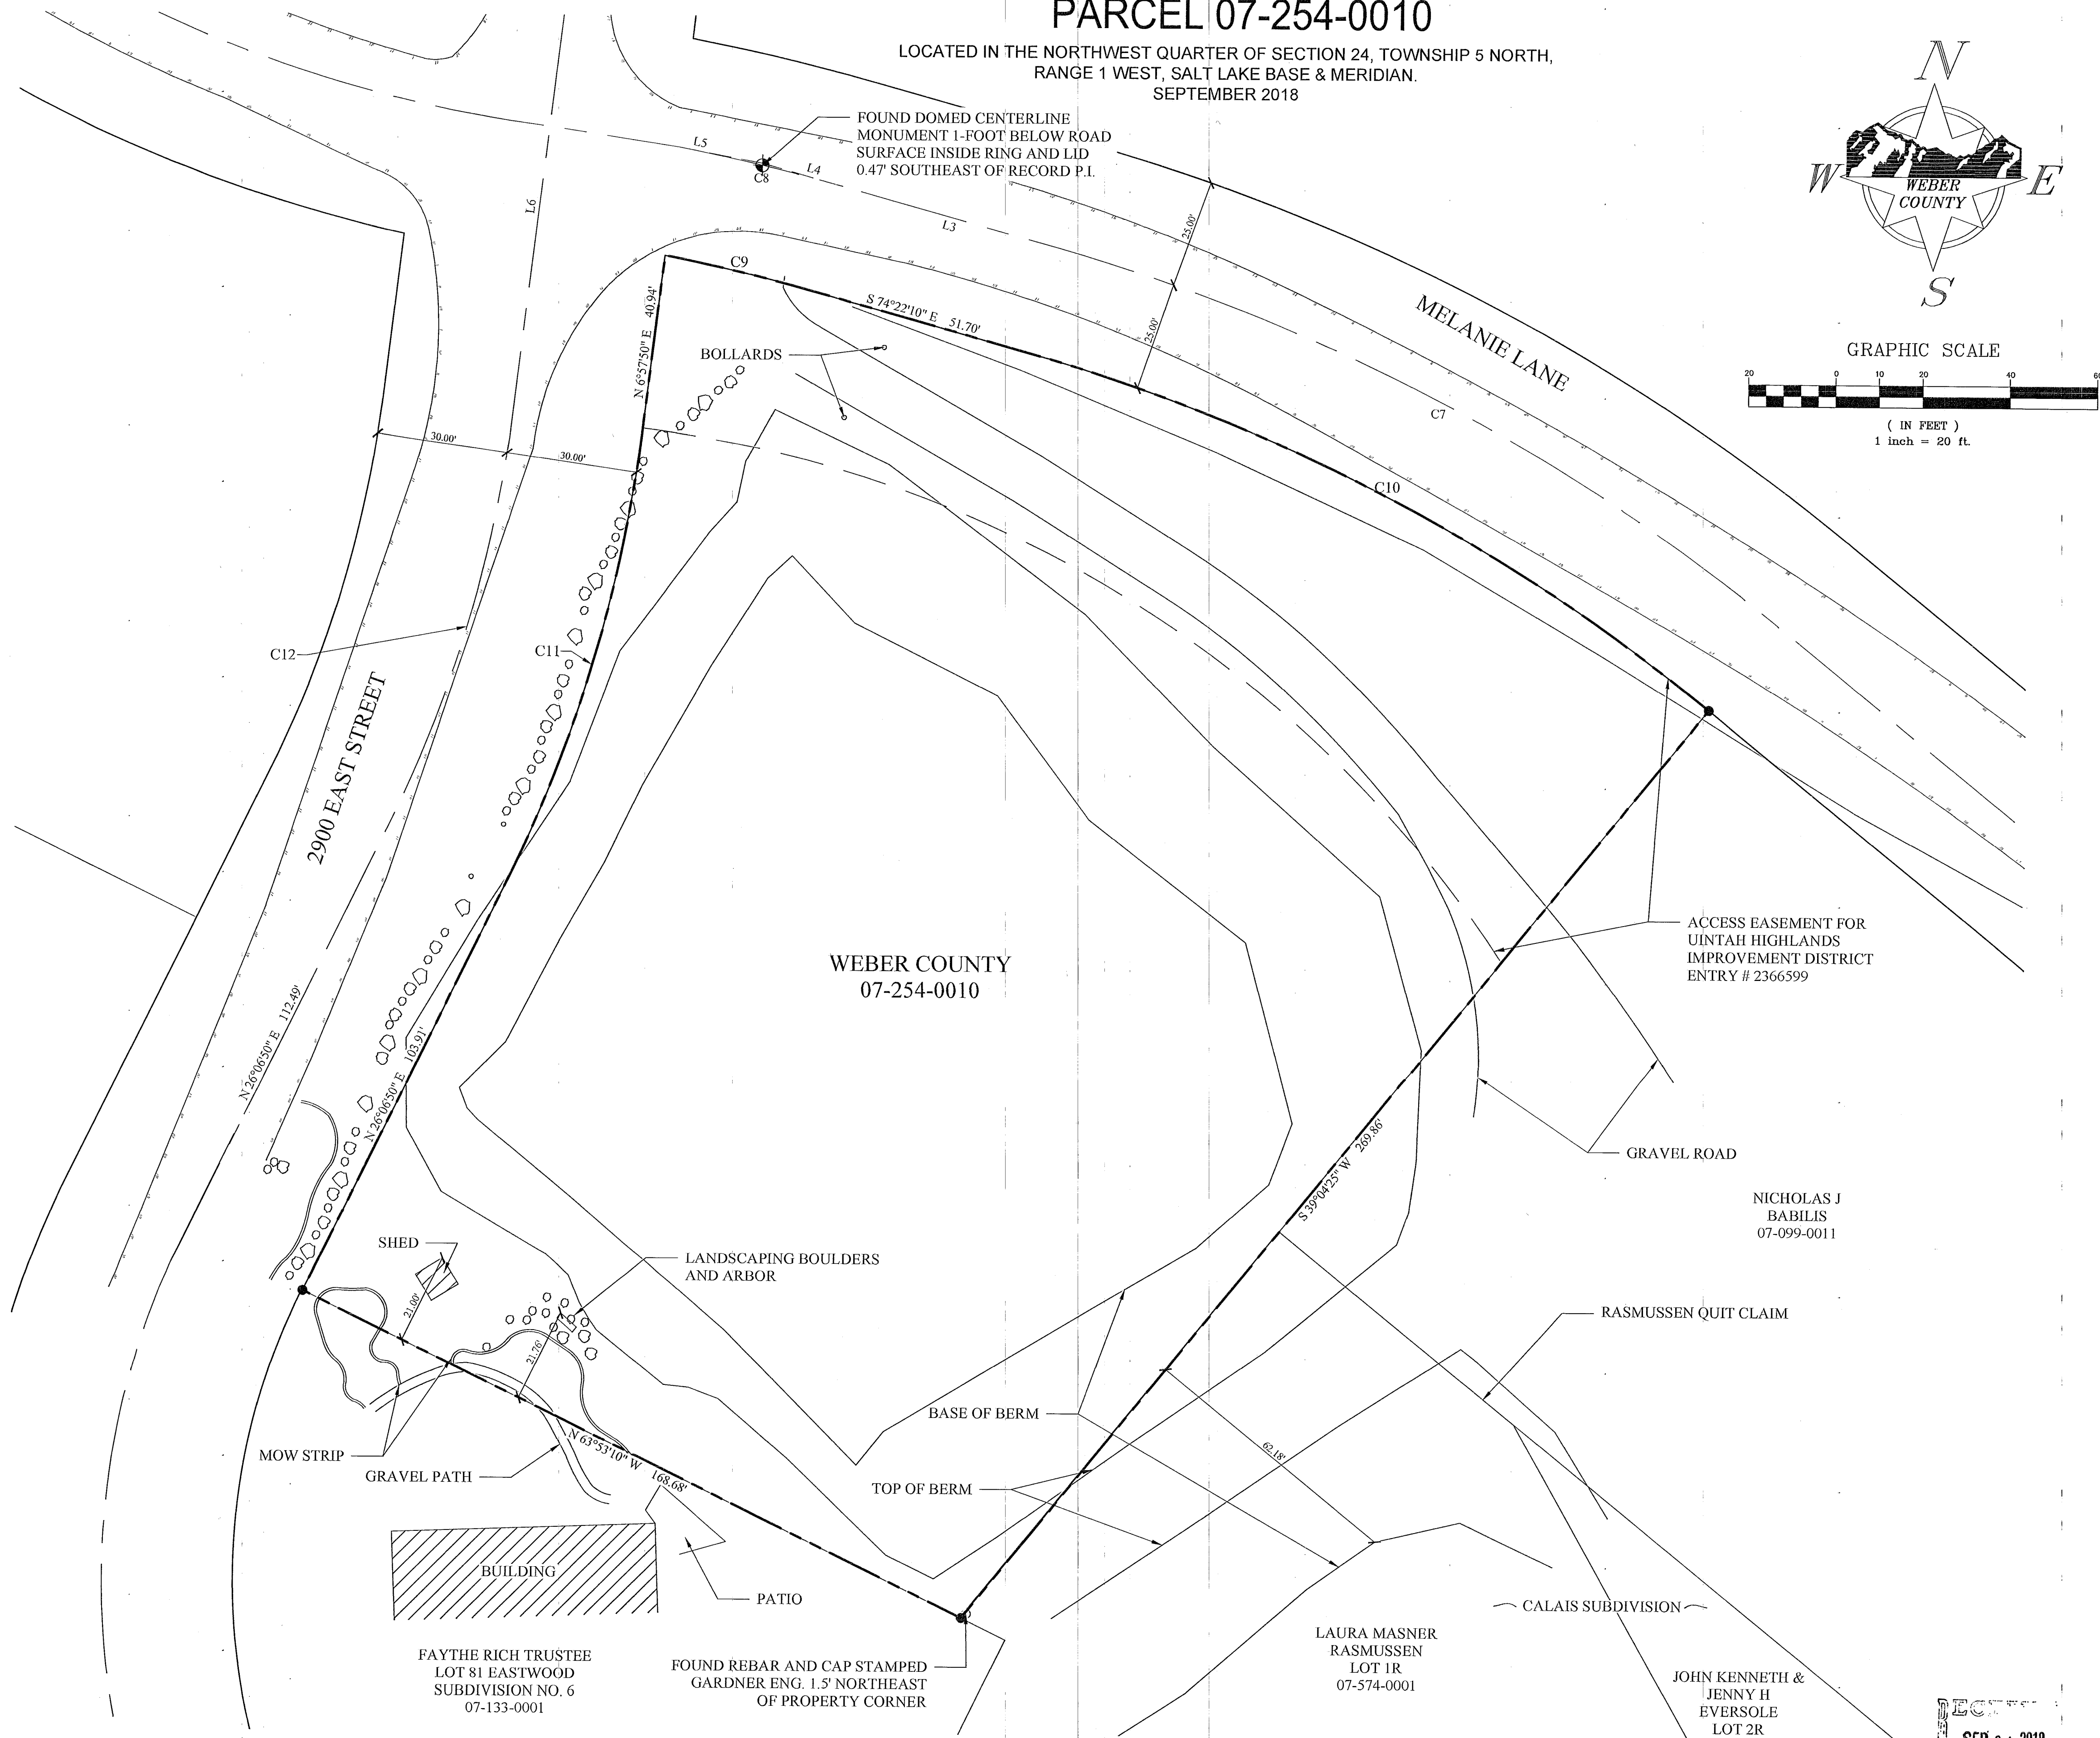 PARCEL 07-254-0010
LOCATED IN THE NORTHWEST QUARTER OF SECTION 24, TOWNSHIP 5 NORTH,
RANGE 1 WEST, SALT LAKE BASE & MERIDIAN.
SEPTEMBER 2018
N
W
E
S
WEBER
COUNTY
GRAPHIC SCALE
20 0 10 20 40 60
( IN FEET )
1 inch = 20 ft.
FOUND DOMED CENTERLINE
MONUMENT 1-FOOT BELOW ROAD
SURFACE INSIDE RING AND LID
0.47' SOUTHEAST OF RECORD P.I.
L5
C8
L4
L6
L3
25.00'
25.00'
C9
S 74°22'10" E 51.70'
N 6°57'50" E 40.94'
BOLLARDS
MELANIE LANE
C7
C10
30.00'
30.00'
C12
C11
2900 EAST STREET
WEBER COUNTY
07-254-0010
ACCESS EASEMENT FOR
UINTAH HIGHLANDS
IMPROVEMENT DISTRICT
ENTRY # 2366599
N 26°06'50" E 112.49'
N 26°06'50" E 103.91'
S 39°04'25" W 269.86'
GRAVEL ROAD
NICHOLAS J
BABILIS
07-099-0011
SHED
21.00'
LANDSCAPING BOULDERS
AND ARBOR
21.76'
RASMUSSEN QUIT CLAIM
BASE OF BERM
62.18'
MOW STRIP
GRAVEL PATH
N 63°53'10" W 168.68'
TOP OF BERM
BUILDING
PATIO
CALAIS SUBDIVISION
FAYTHE RICH TRUSTEE
LOT 81 EASTWOOD
SUBDIVISION NO. 6
07-133-0001
FOUND REBAR AND CAP STAMPED
GARDNER ENG. 1.5' NORTHEAST
OF PROPERTY CORNER
LAURA MASNER
RASMUSSEN
LOT 1R
07-574-0001
JOHN KENNETH &
JENNY H
EVERSOLE
LOT 2R
SEP 2018